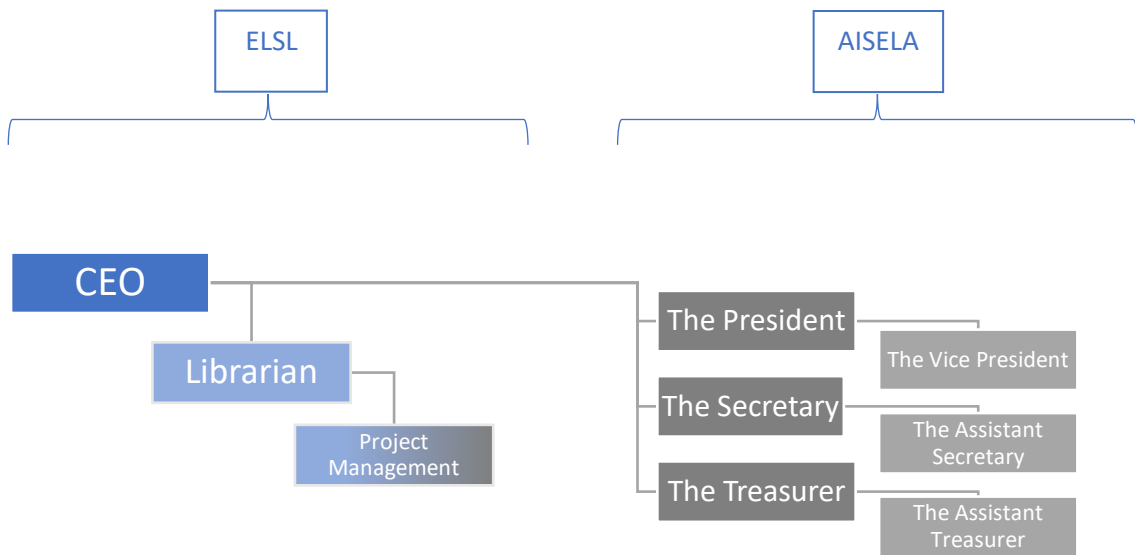 ELSL
AISELA
CEO
Librarian
Project
Management
The President
The Vice President
The Secretary
The Assistant
Secretary
The Treasurer
The Assistant
Treasurer